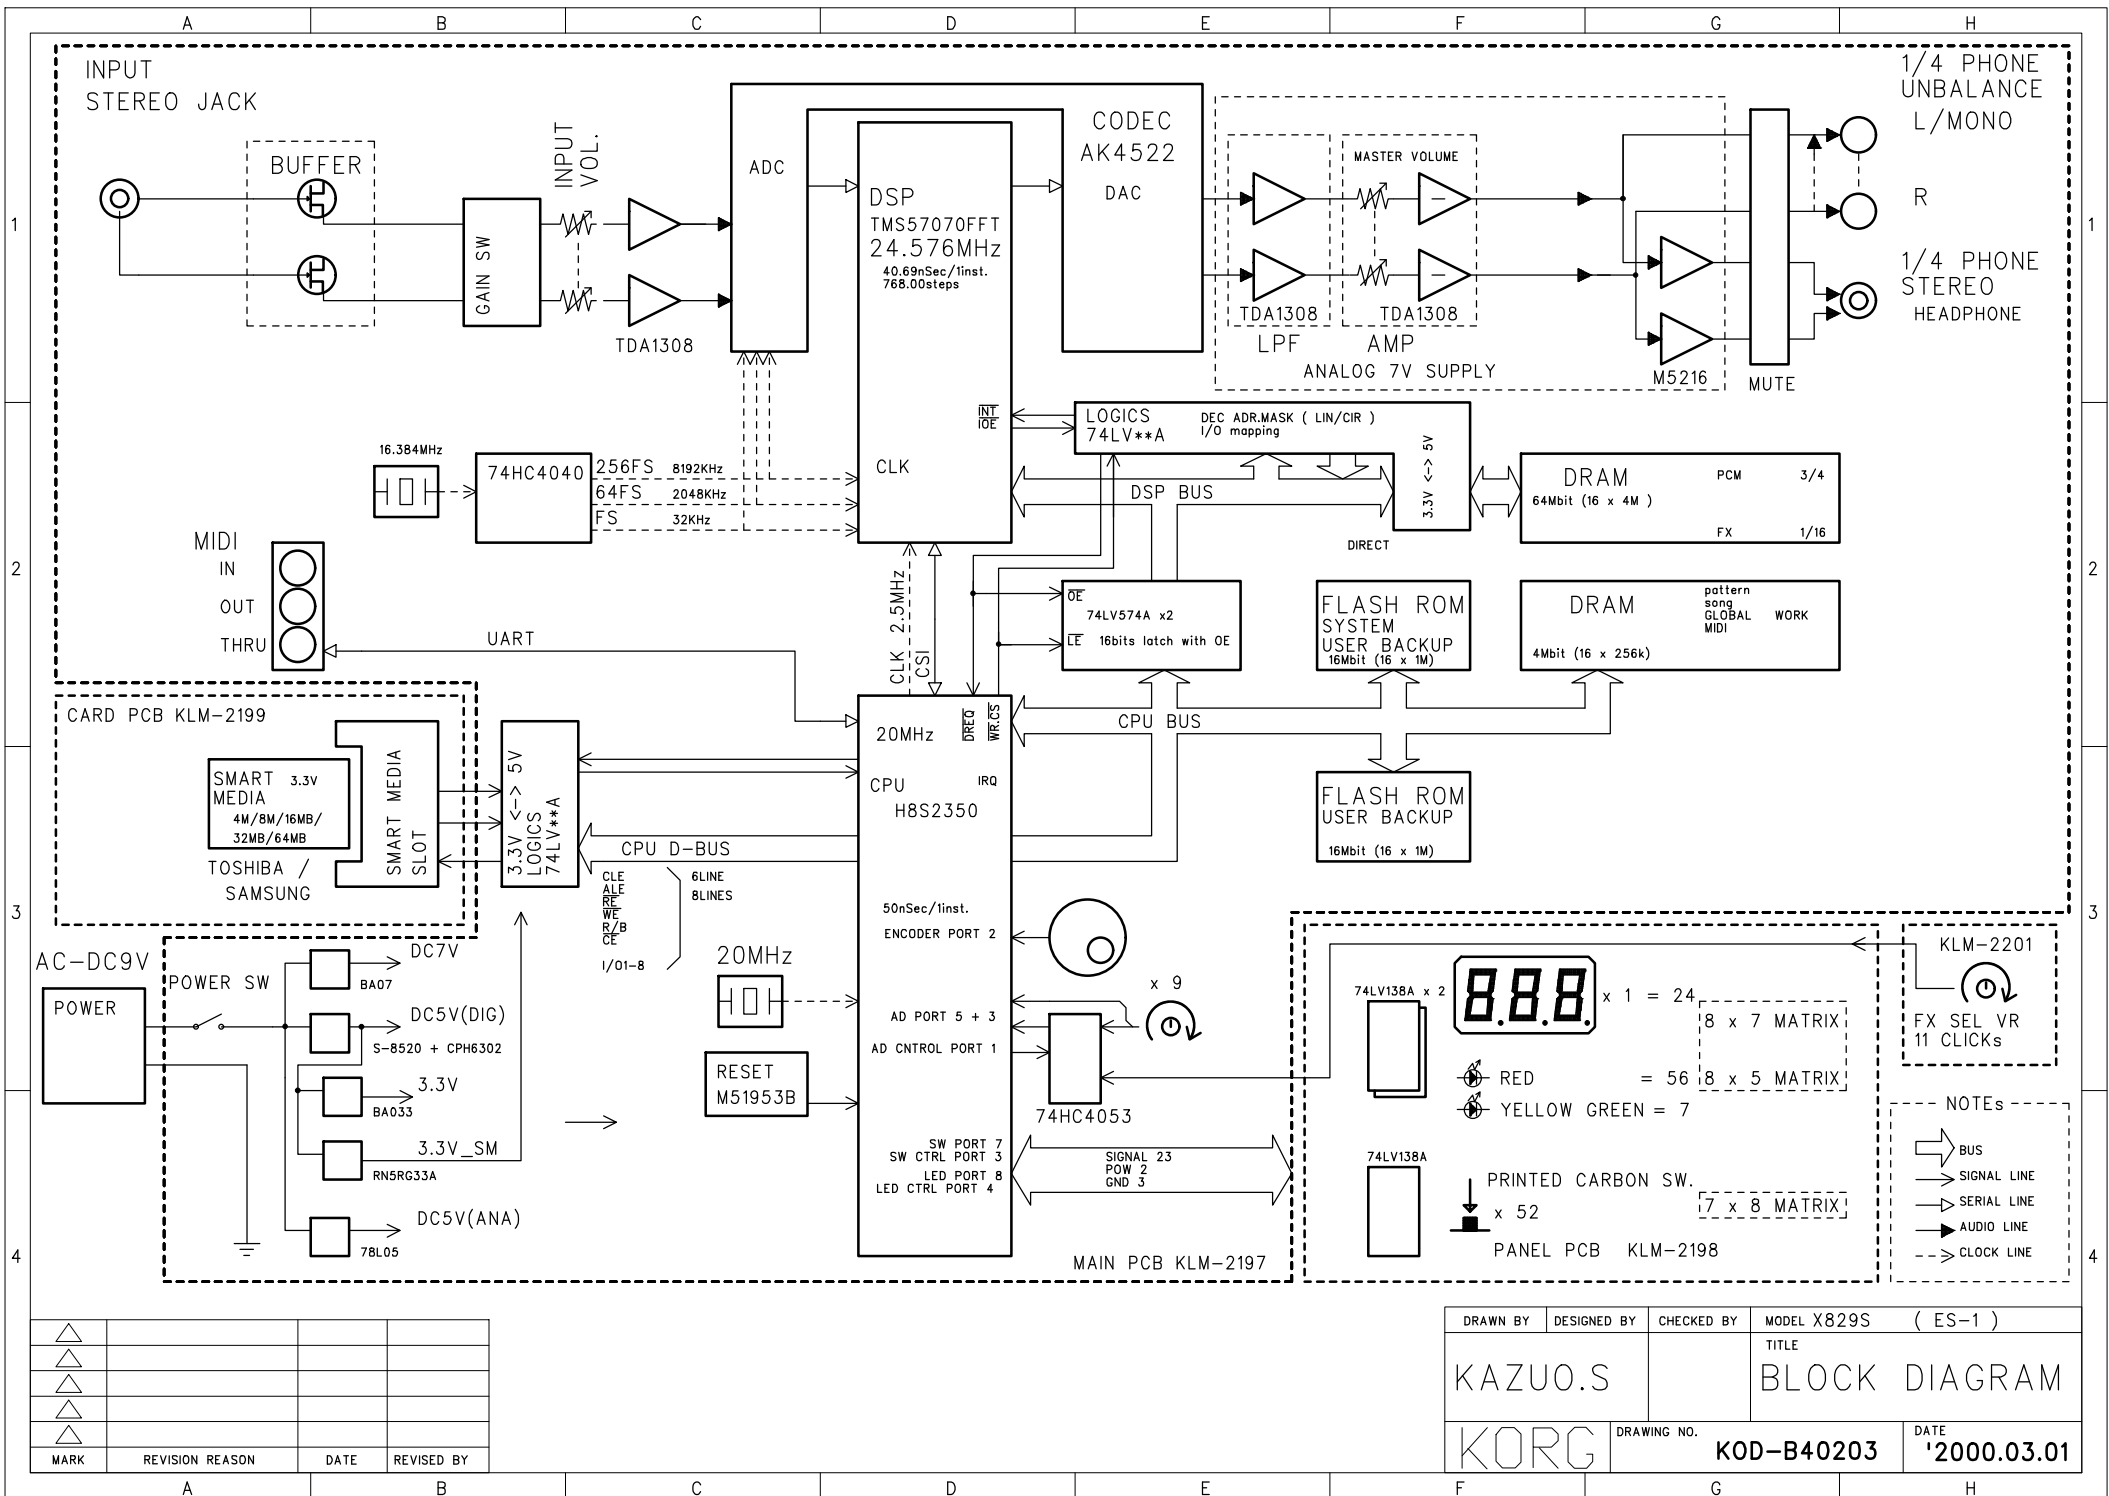 A B C D E F G H
INPUT
STEREO JACK
BUFFER
GAIN SW
INPUT
VOL.
TDA1308
ADC
DSP
TMS57070FFT
24.576MHz
40.69nSec/1inst.
768.00steps
INT
IOE
CLK
CODEC
AK4522
DAC
TDA1308
LPF
MASTER VOLUME
TDA1308
AMP
ANALOG 7V SUPPLY
M5216
MUTE
1/4 PHONE
UNBALANCE
L/MONO
R
1/4 PHONE
STEREO
HEADPHONE
1
1
16.384MHz
74HC4040
256FS 8192KHz
64FS 2048KHz
FS 32KHz
LOGICS
74LV**A
DEC ADR.MASK ( LIN/CIR )
I/O mapping
3.3V <-> 5V
DSP BUS
DIRECT
DRAM
64Mbit (16 x 4M )
PCM 3/4
FX 1/16
MIDI
IN
OUT
THRU
UART
2
2
CLK 2.5MHz
CSI
OE
74LV574A x2
LE 16bits latch with OE
FLASH ROM
SYSTEM
USER BACKUP
16Mbit (16 x 1M)
DRAM
4Mbit (16 x 256k)
pattern
song
GLOBAL WORK
MIDI
CARD PCB KLM-2199
SMART 3.3V
MEDIA
4M/8M/16MB/
32MB/64MB
TOSHIBA /
SAMSUNG
SMART MEDIA
SLOT
3.3V <-> 5V
LOGICS
74LV**A
20MHz
DREQ
WR.CS
CPU
IRQ
H8S2350
CPU BUS
FLASH ROM
USER BACKUP
16Mbit (16 x 1M)
CPU D-BUS
CLE
ALE
RE
WE
R/B
CE
I/O1-8
6LINE
8LINES
50nSec/1inst.
ENCODER PORT 2
AD PORT 5 + 3
AD CNTROL PORT 1
SW PORT 7
SW CTRL PORT 3
LED PORT 8
LED CTRL PORT 4
3
3
20MHz
RESET
M51953B
x 9
74HC4053
SIGNAL 23
POW 2
GND 3
MAIN PCB KLM-2197
AC-DC9V
POWER
POWER SW
DC7V
BA07
DC5V(DIG)
S-8520 + CPH6302
3.3V
BA033
3.3V_SM
RN5RG33A
DC5V(ANA)
78L05
74LV138A x 2
8.8.8
x 1 = 24
8 x 7 MATRIX
RED = 56
8 x 5 MATRIX
YELLOW GREEN = 7
74LV138A
PRINTED CARBON SW.
x 52
7 x 8 MATRIX
PANEL PCB KLM-2198
KLM-2201
FX SEL VR
11 CLICKs
NOTEs
BUS
SIGNAL LINE
SERIAL LINE
AUDIO LINE
CLOCK LINE
4
4
MARK REVISION REASON DATE REVISED BY
DRAWN BY DESIGNED BY CHECKED BY MODEL X829S ( ES-1 )
KAZUO.S
TITLE
BLOCK DIAGRAM
KORG
DRAWING NO.
KOD-B40203
DATE
'2000.03.01
A B C D E F G H